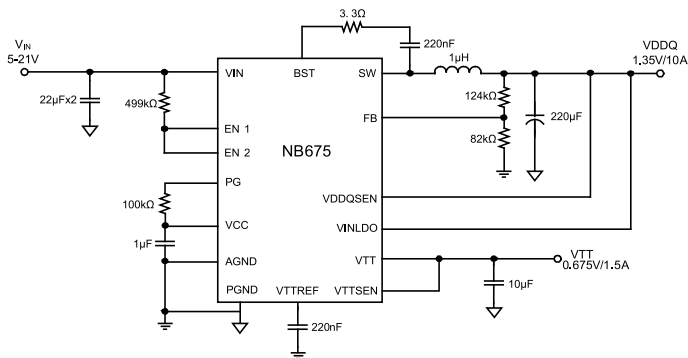 3.3Ω
220nF
VIN
5-21V
VIN
BST
SW
1µH
VDDQ
1.35V/10A
22µFx2
499kΩ
124kΩ
220µF
EN 1
FB
EN 2
NB675
82kΩ
PG
100kΩ
VDDQSEN
VCC
VINLDO
1µF
AGND
VTT
VTT
0.675V/1.5A
PGND
VTTREF
VTTSEN
10µF
220nF